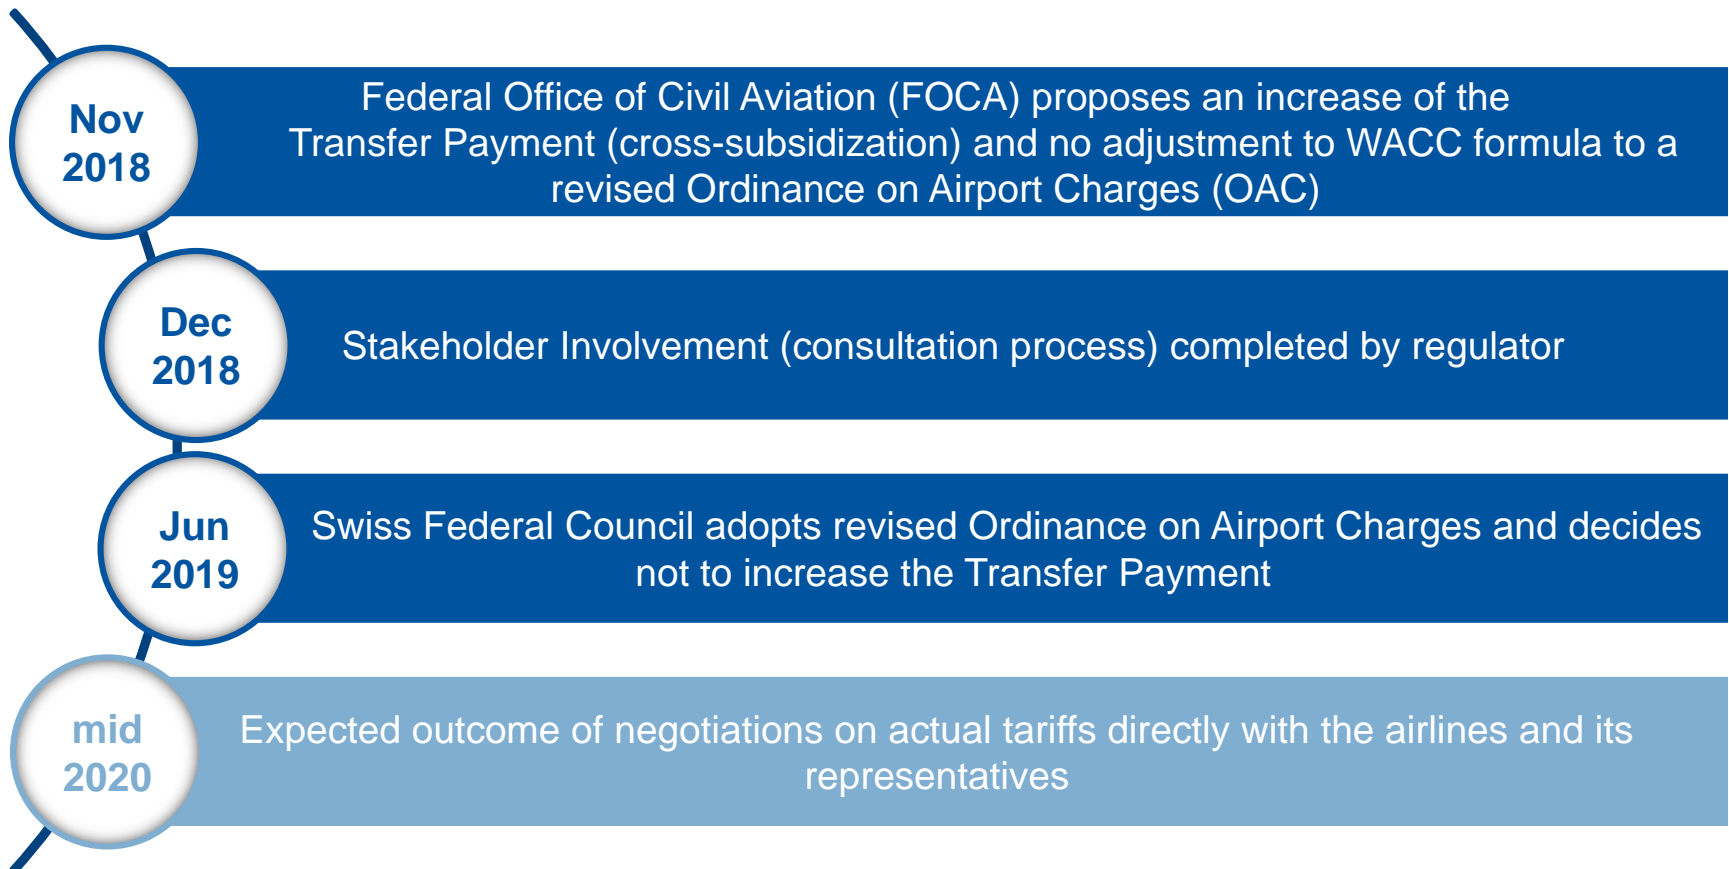 Nov
2018
Federal Office of Civil Aviation (FOCA) proposes an increase of the
Transfer Payment (cross-subsidization) and no adjustment to WACC formula to a
revised Ordinance on Airport Charges (OAC)
Dec
2018
Stakeholder Involvement (consultation process) completed by regulator
Jun
2019
Swiss Federal Council adopts revised Ordinance on Airport Charges and decides
not to increase the Transfer Payment
mid
2020
Expected outcome of negotiations on actual tariffs directly with the airlines and its
representatives